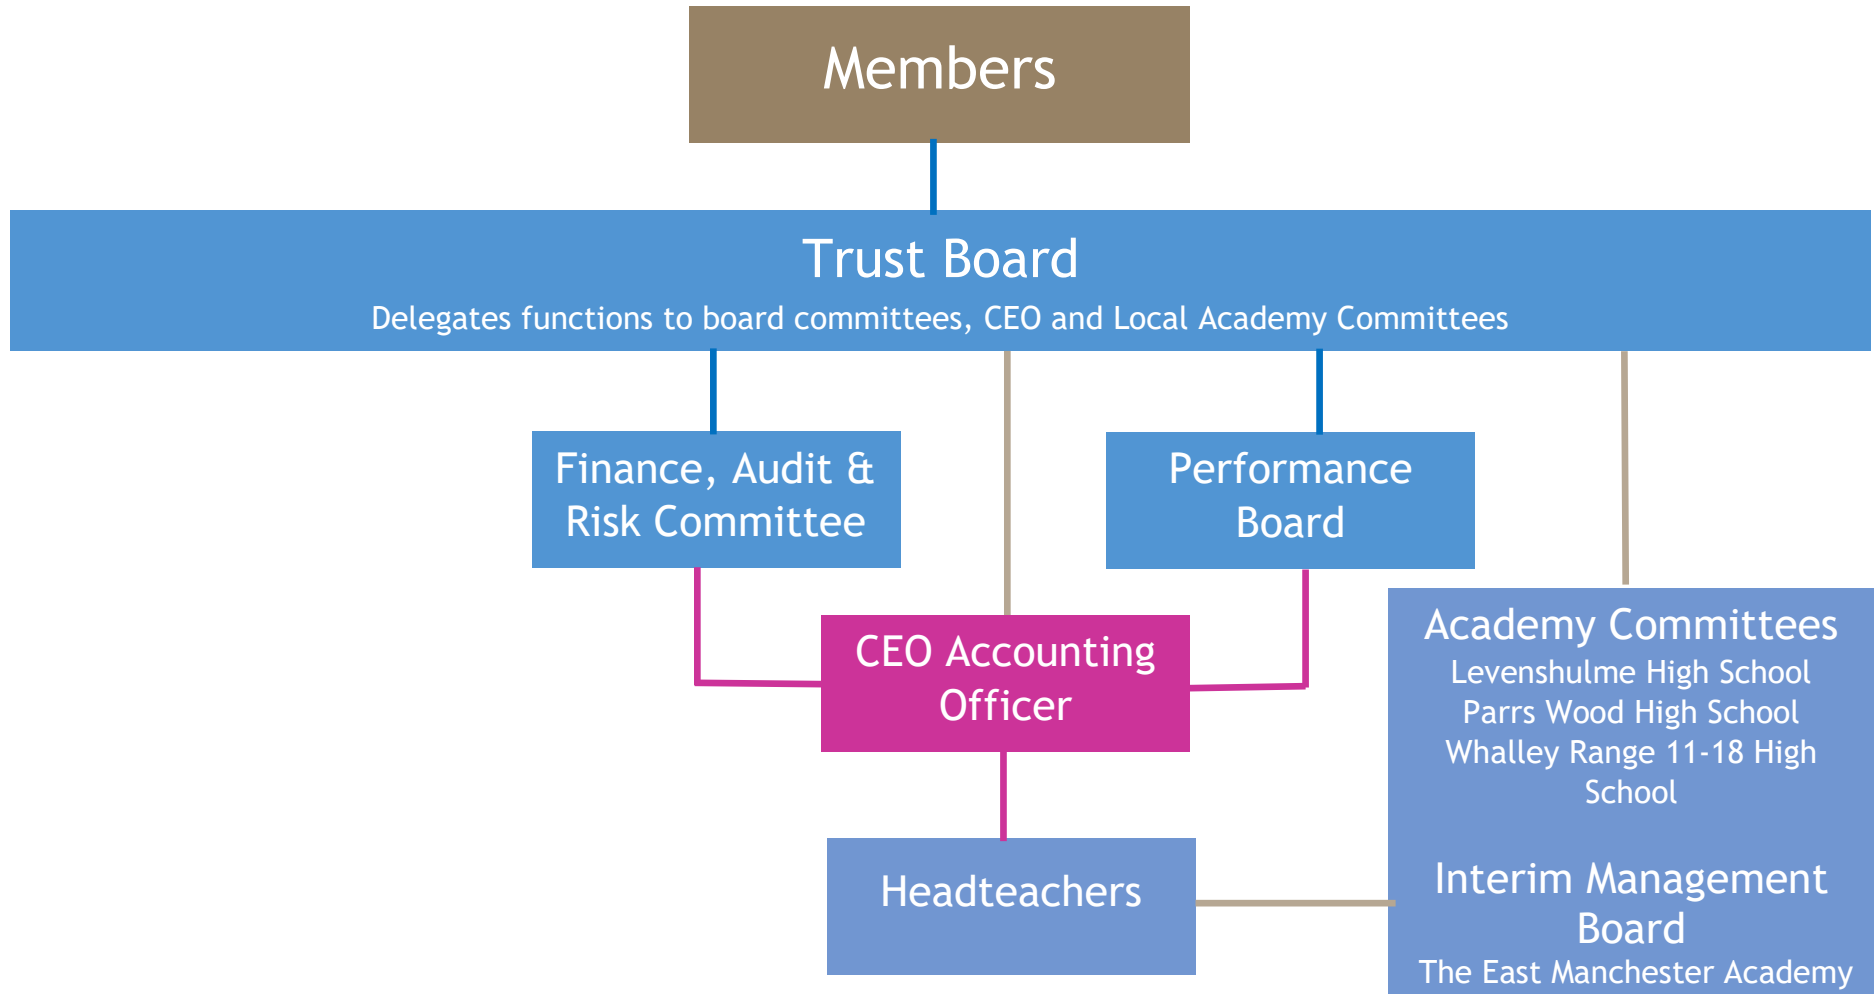 Members
Trust Board
Delegates functions to board committees, CEO and Local Academy Committees
Finance, Audit &
Risk Committee
Performance
Board
CEO Accounting
Officer
Academy Committees
Levenshulme High School
Parrs Wood High School
Whalley Range 11-18 High
School
Headteachers
Interim Management
Board
The East Manchester Academy